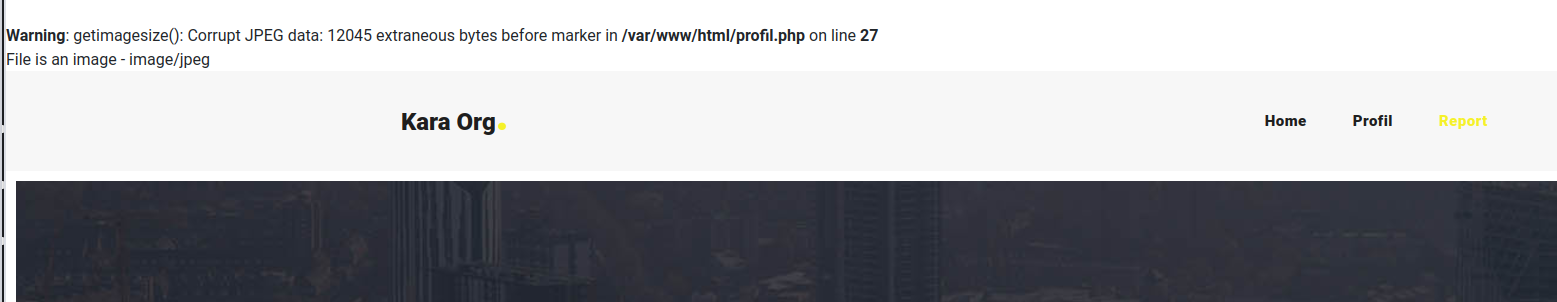 Warning: getimagesize(): Corrupt JPEG data: 12045 extraneous bytes before marker in /var/www/html/profil.php on line 27
File is an image - image/jpeg
Kara Org. Home Profil Report